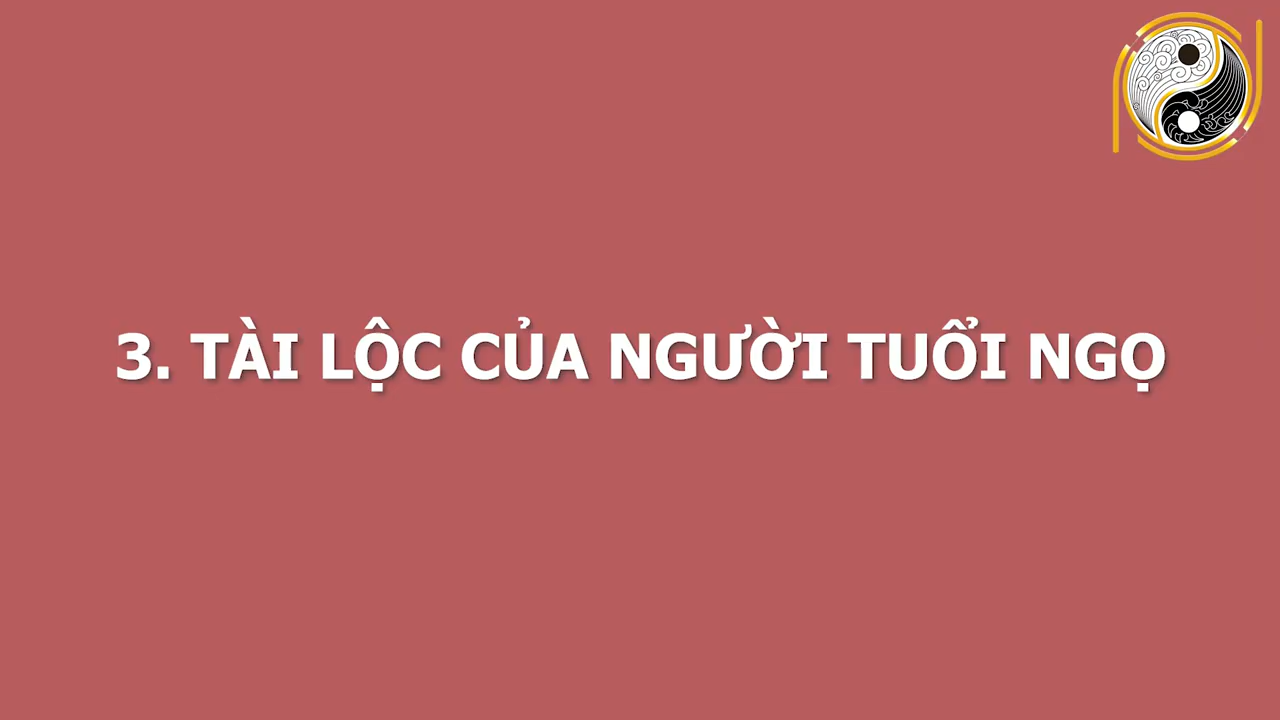 3. TÀI LỘC CỦA NGƯỜI TUỔI NGỌ